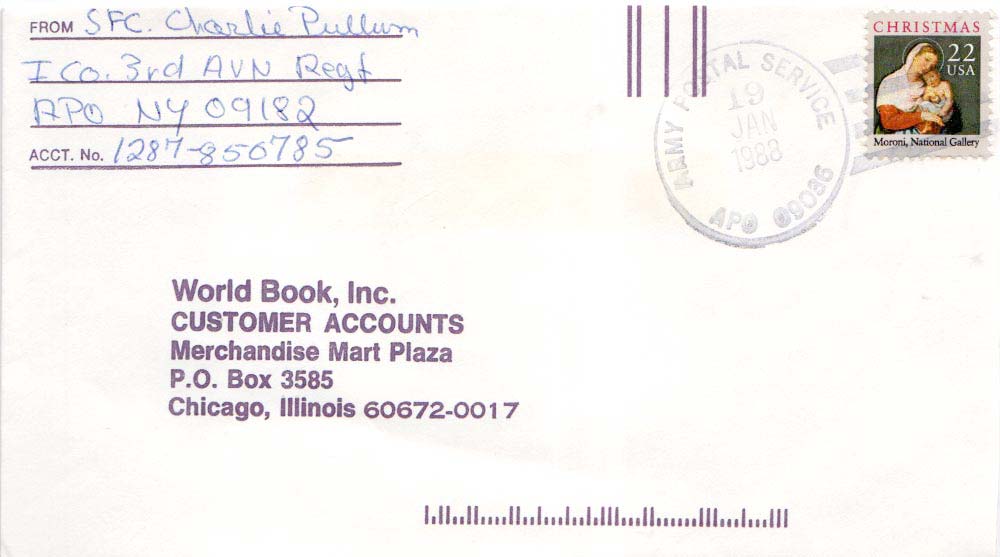 FROM SFC. Charlie Pullum
I Co. 3rd AVN Regt
APO NY 09182
ACCT. No. 1287-856785
CHRISTMAS
22
USA
Moroni, National Gallery
ARMY POSTAL SERVICE
19
JAN
1988
APO 09086
World Book, Inc.
CUSTOMER ACCOUNTS
Merchandise Mart Plaza
P.O. Box 3585
Chicago, Illinois 60672-0017